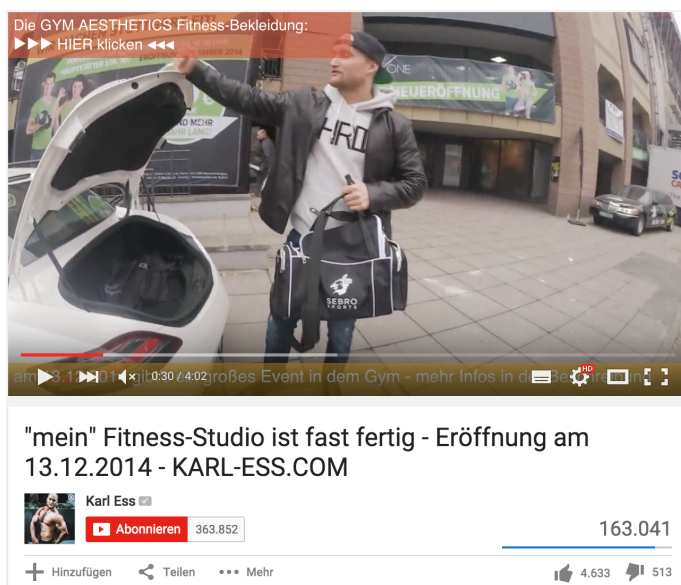 Die GYM AESTHETICS Fitness-Bekleidung:
▶▶▶ HIER klicken ◀◀◀
ONE
NEUERÖFFNUNG
HRD
SEBRO
SPORTS
0:30 / 4:02
HD
großes Event in dem Gym - mehr Infos in
"mein" Fitness-Studio ist fast fertig - Eröffnung am
13.12.2014 - KARL-ESS.COM
Karl Ess
Abonnieren 363.852
163.041
Hinzufügen Teilen Mehr
4.633 513